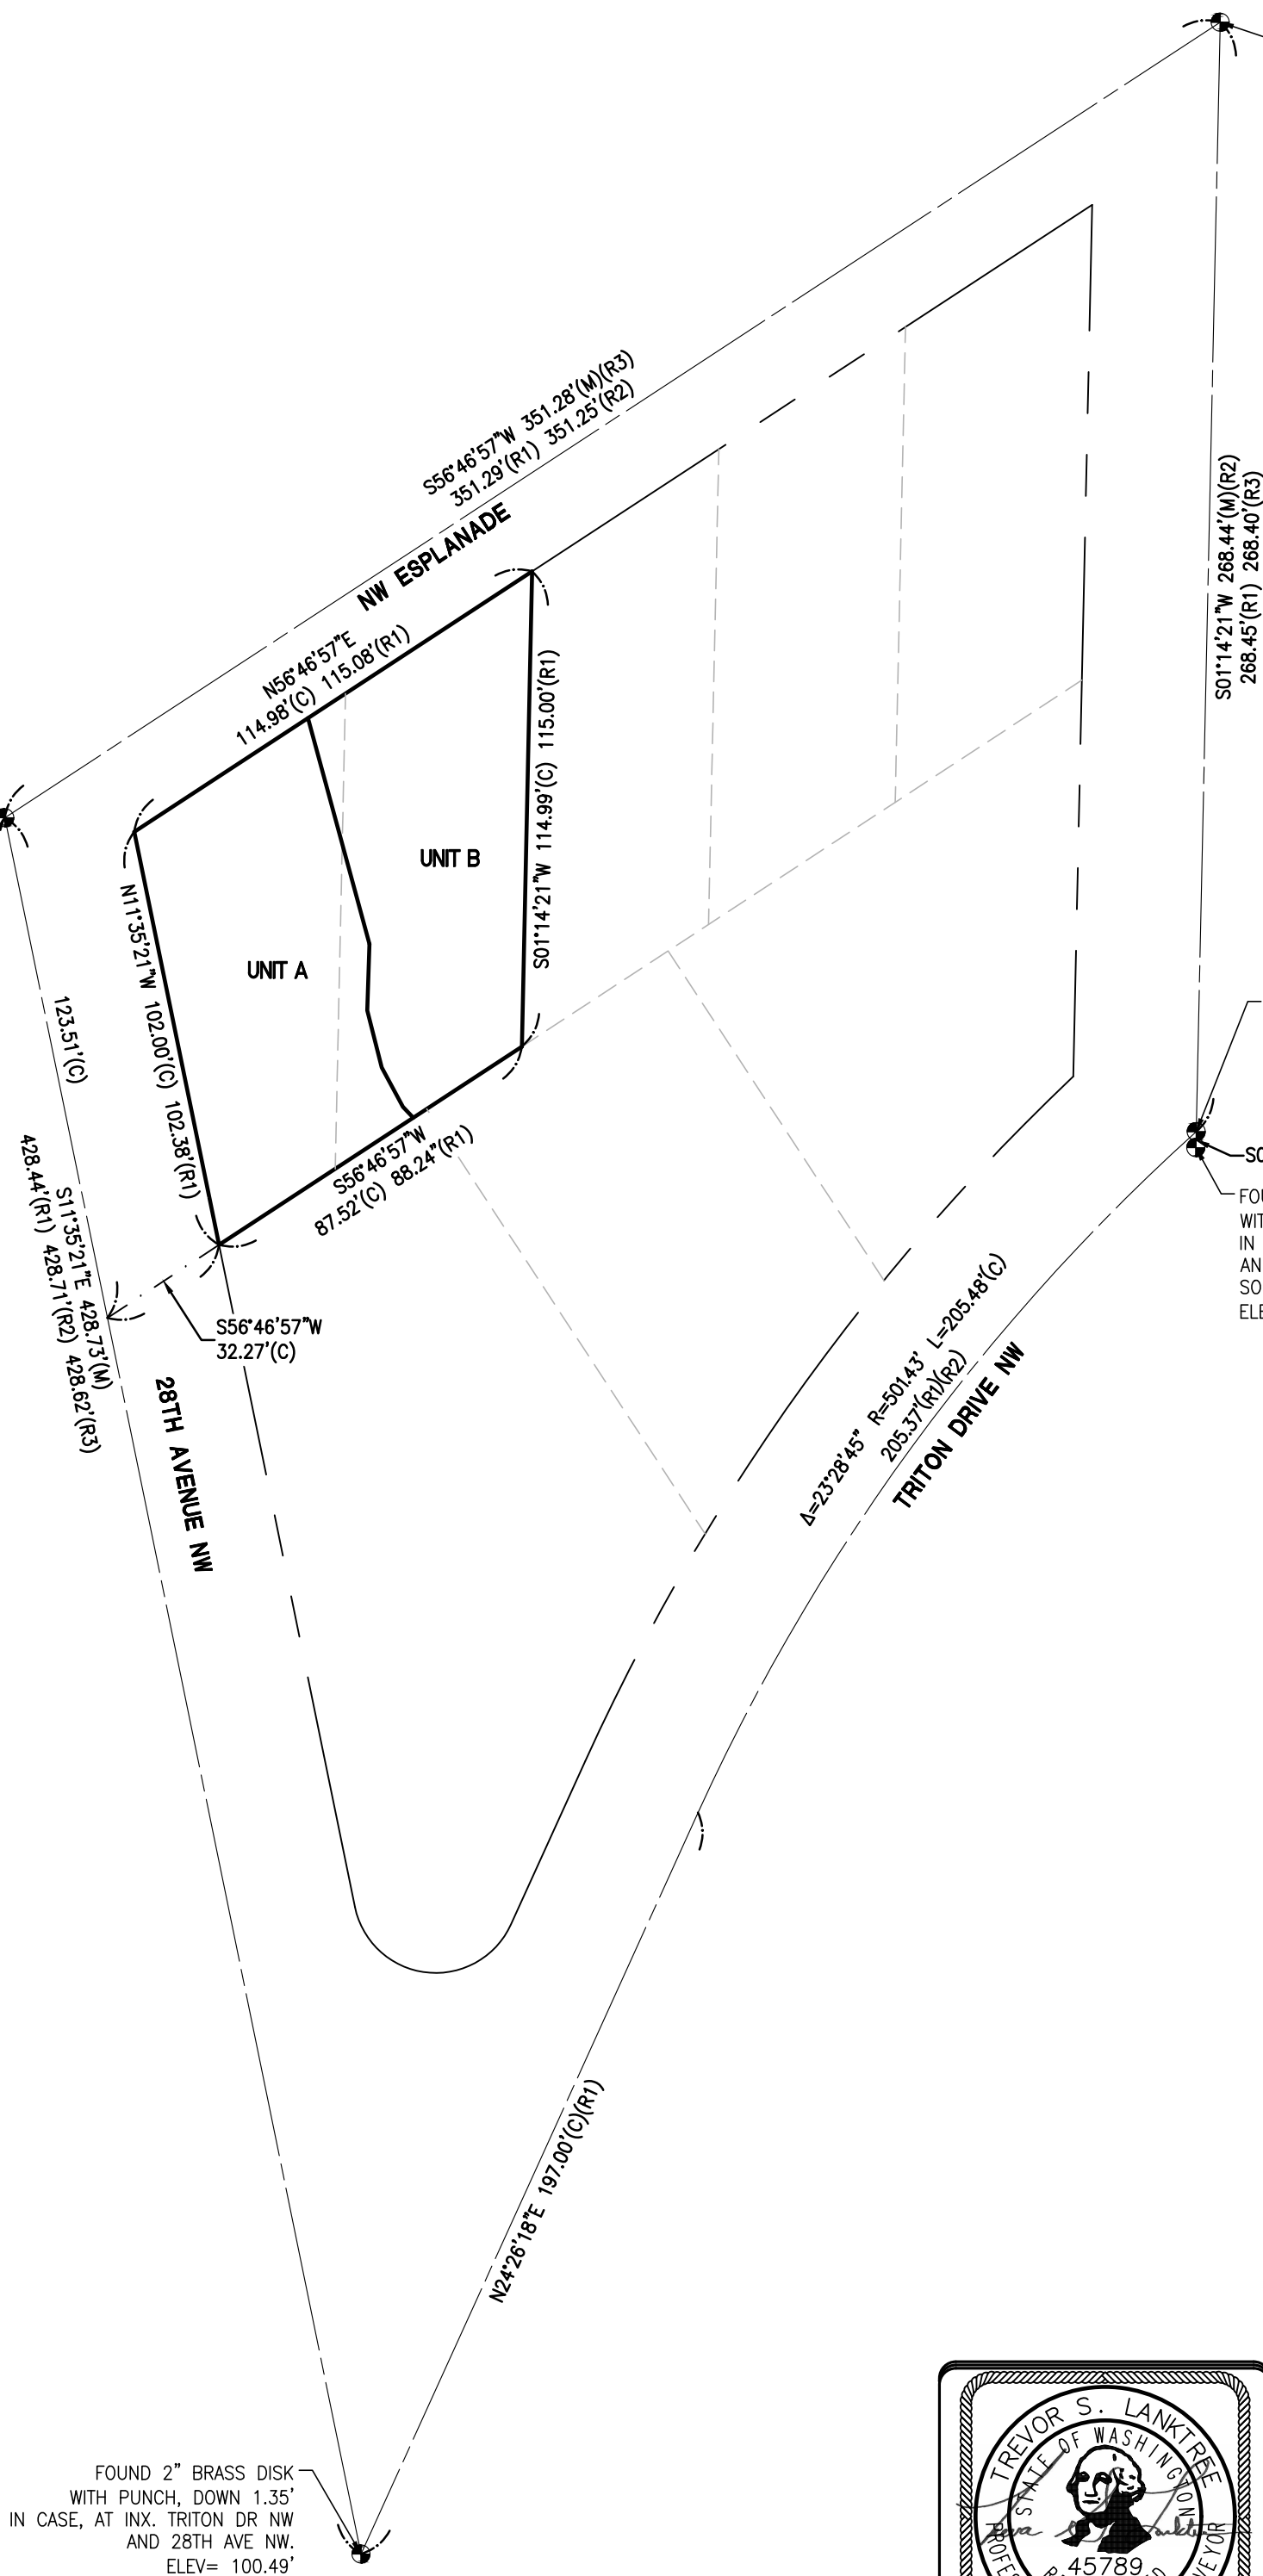 S56°46'57"W 351.28'(M)(R3)
351.29'(R1) 351.25'(R2)
NW ESPLANADE
N56°46'57"E
114.98'(C) 115.08'(R1)
S01°14'21"W 268.44'(M)(R2)
268.45'(R1) 268.40'(R3)
UNIT B
S01°14'21"W 114.99'(C) 115.00'(R1)
UNIT A
N11°35'21"W 102.00'(C) 102.38'(R1)
123.51'(C)
S56°46'57"W
87.52'(C) 88.24"(R1)
S11°35'21"E 428.73'(M)
428.44'(R1) 428.71'(R2) 428.62'(R3)
S56°46'57"W
32.27'(C)
28TH AVENUE NW
S0
FOU
WIT
IN
AN
SO
ELE
Δ=23°28'45" R=501.43' L=205.48'(C)
205.37'(R1)(R2)
TRITON DRIVE NW
N24°26'18"E 197.00'(C)(R1)
FOUND 2" BRASS DISK
WITH PUNCH, DOWN 1.35'
IN CASE, AT INX. TRITON DR NW
AND 28TH AVE NW.
ELEV= 100.49'
TREVOR S. LANKTREE
STATE OF WASHINGTON
45789